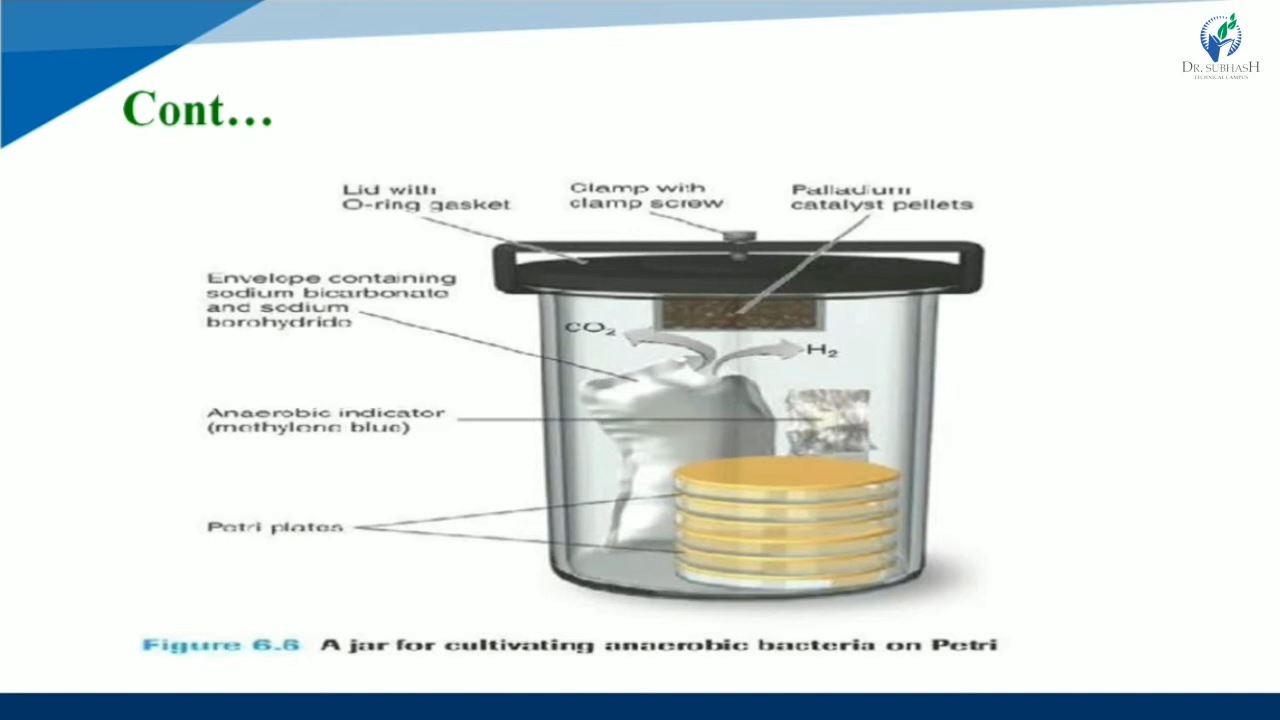 DR. SUBHASH
TECHNICAL CAMPUS
Cont...
Lid with
O-ring gasket
Clamp with
clamp screw
Palladium
catalyst pellets
Envelope containing
sodium bicarbonate
and sodium
borohydride
CO2
H2
Anaerobic indicator
(methylene blue)
Petri plates
Figure 6.6 A jar for cultivating anaerobic bacteria on Petri